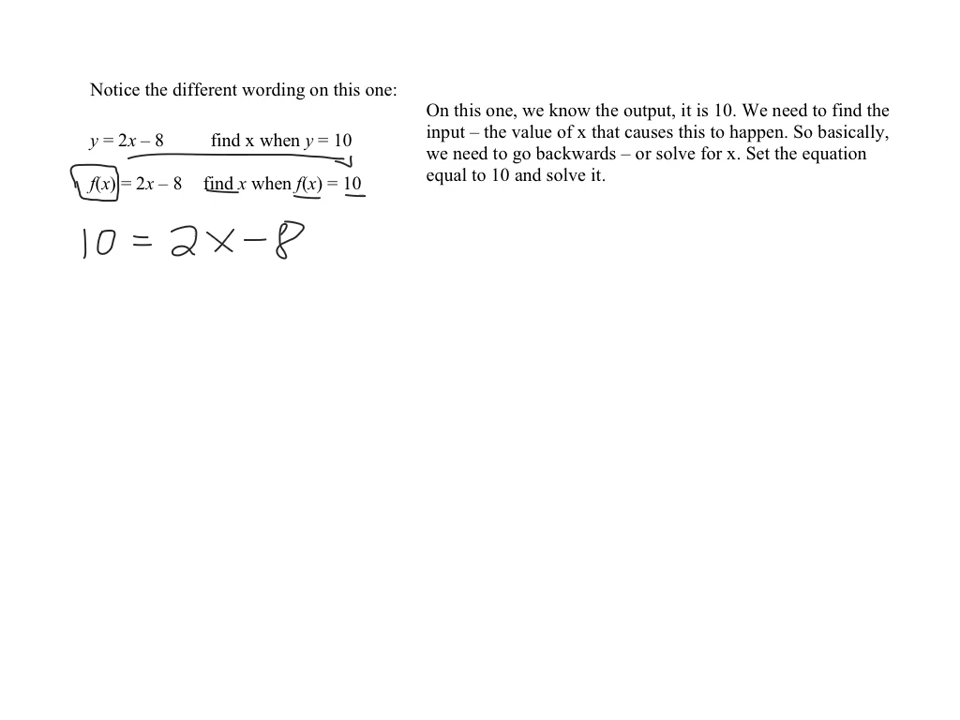 Notice the different wording on this one:
On this one, we know the output, it is 10. We need to find the
input – the value of x that causes this to happen. So basically,
we need to go backwards – or solve for x. Set the equation
equal to 10 and solve it.
y = 2x – 8 find x when y = 10
f(x) = 2x – 8 find x when f(x) = 10
10 = 2x – 8